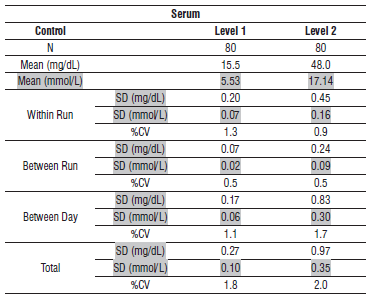 Serum
Control Level 1 Level 2
N 80 80
Mean (mg/dL) 15.5 48.0
Mean (mmol/L) 5.53 17.14
SD (mg/dL) 0.20 0.45
Within Run SD (mmol/L) 0.07 0.16
%CV 1.3 0.9
SD (mg/dL) 0.07 0.24
Between Run SD (mmol/L) 0.02 0.09
%CV 0.5 0.5
SD (mg/dL) 0.17 0.83
Between Day SD (mmol/L) 0.06 0.30
%CV 1.1 1.7
SD (mg/dL) 0.27 0.97
Total SD (mmol/L) 0.10 0.35
%CV 1.8 2.0